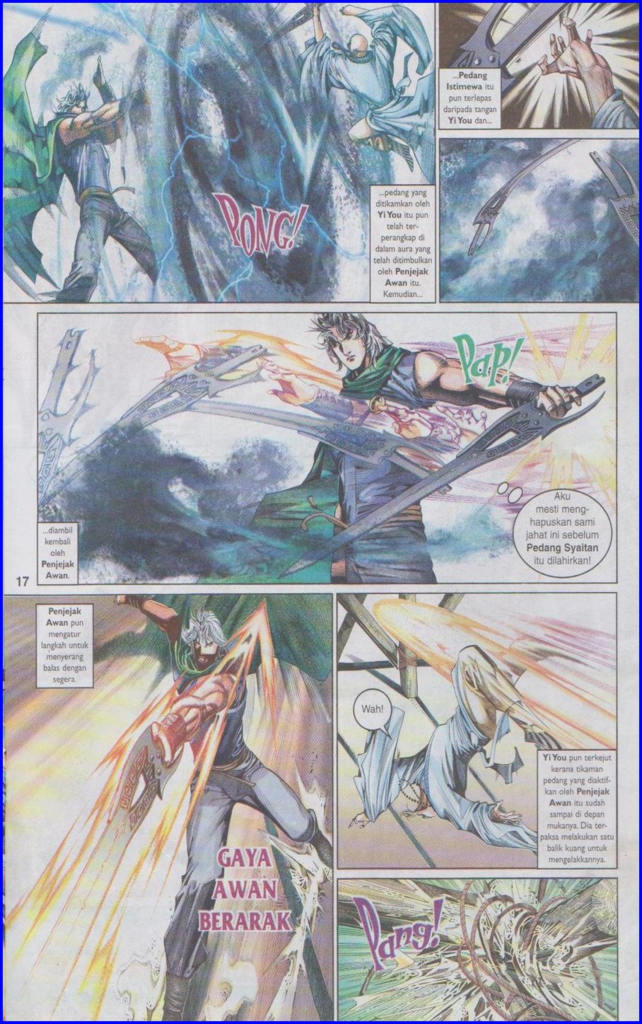 ...pedang yang
ditikamkan oleh
Yi You itu pun
telah ter-
perangkap di
dalam aura yang
telah ditimbulkan
oleh Penjejak
Awan itu.
Kemudian...
PONG!
...Pedang
Istimewa itu
pun terlepas
daripada tangan
Yi You dan...
PAP!
Aku
mesti meng-
hapuskan sami
jahat ini sebelum
Pedang Syaitan
itu dilahirkan!
...diambil
kembali
oleh
Penjejak
Awan.
17
Penjejak
Awan pun
mengatur
langkah untuk
menyerang
balas dengan
segera.
GAYA
AWAN
BERARAK
Wah!
Yi You pun terkejut
kerana tikaman
pedang yang diaktif-
kan oleh Penjejak
Awan itu sudah
sampai di depan
mukanya. Dia ter-
paksa melakukan satu
balik kuang untuk
mengelakkannya.
Pang!